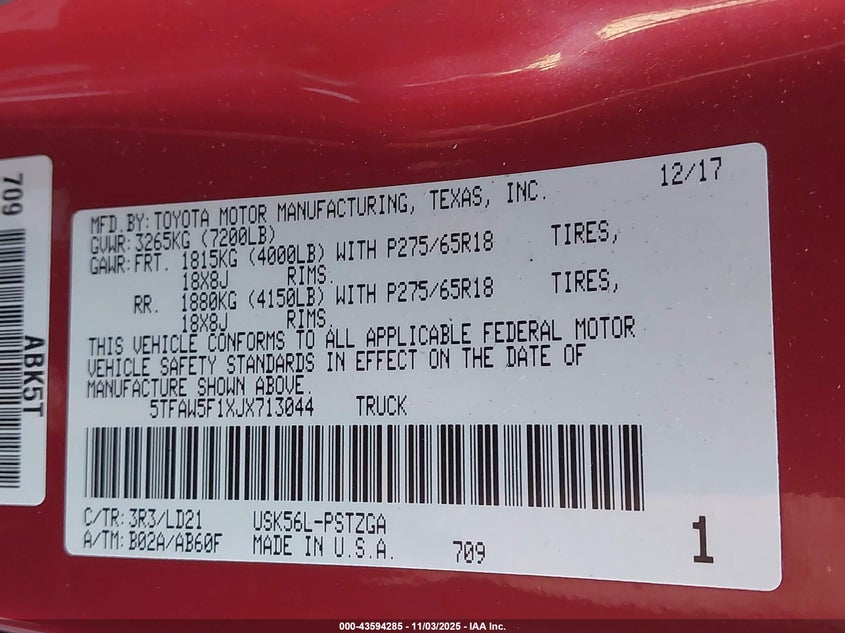 709
ABK5T
12/17
MFD.BY:TOYOTA MOTOR MANUFACTURING, TEXAS, INC.
GVWR:3265KG (7200LB)
GAWR:FRT. 1815KG (4000LB) WITH P275/65R18 TIRES,
18X8J RIMS.
RR. 1880KG (4150LB) WITH P275/65R18 TIRES,
18X8J RIMS.
THIS VEHICLE CONFORMS TO ALL APPLICABLE FEDERAL MOTOR
VEHICLE SAFETY STANDARDS IN EFFECT ON THE DATE OF
MANUFACTURE SHOWN ABOVE.
5TFAW5F1XJX713044 TRUCK
C/TR:3R3/LD21 USK56L-PSTZGA
A/TM:B02A/AB60F MADE IN U.S.A. 709 1
000-43594285 - 11/03/2025 - IAA Inc.